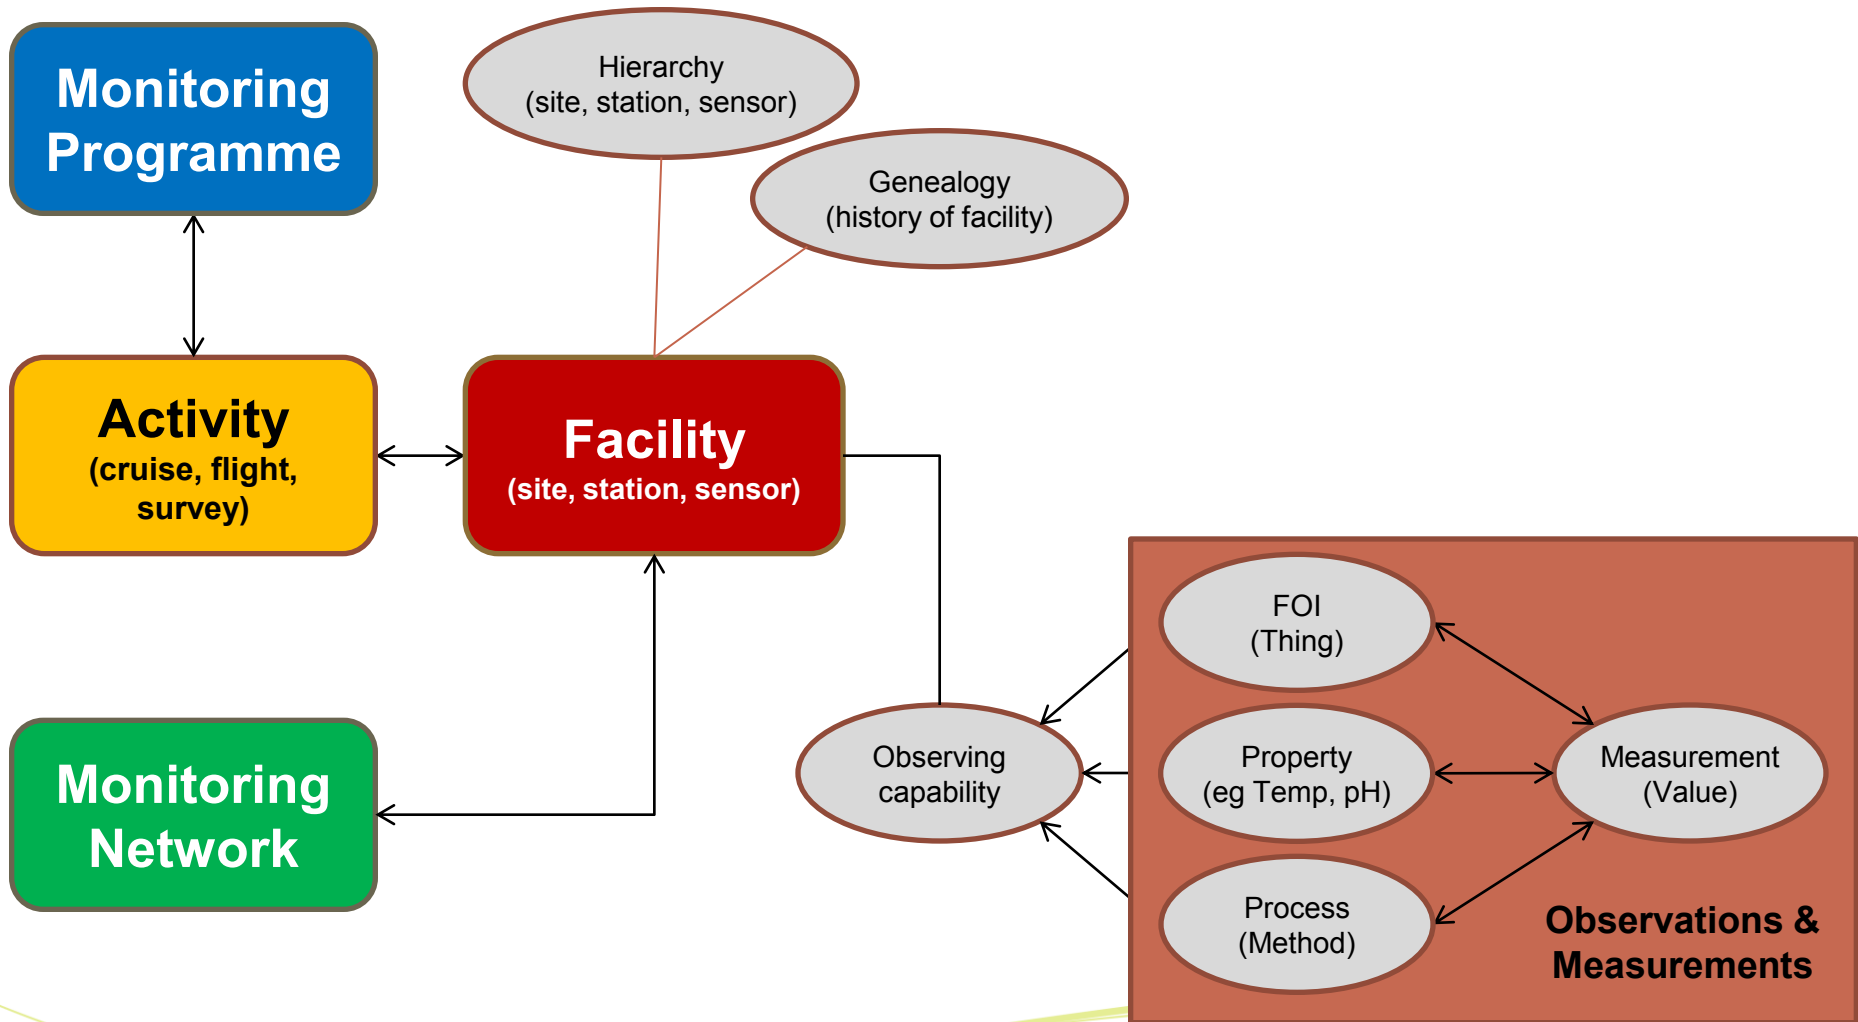 Monitoring
Programme
Hierarchy
(site, station, sensor)
Genealogy
(history of facility)
Activity
(cruise, flight,
survey)
Facility
(site, station, sensor)
Monitoring
Network
Observing
capability
FOI
(Thing)
Property
(eg Temp, pH)
Process
(Method)
Measurement
(Value)
Observations &
Measurements